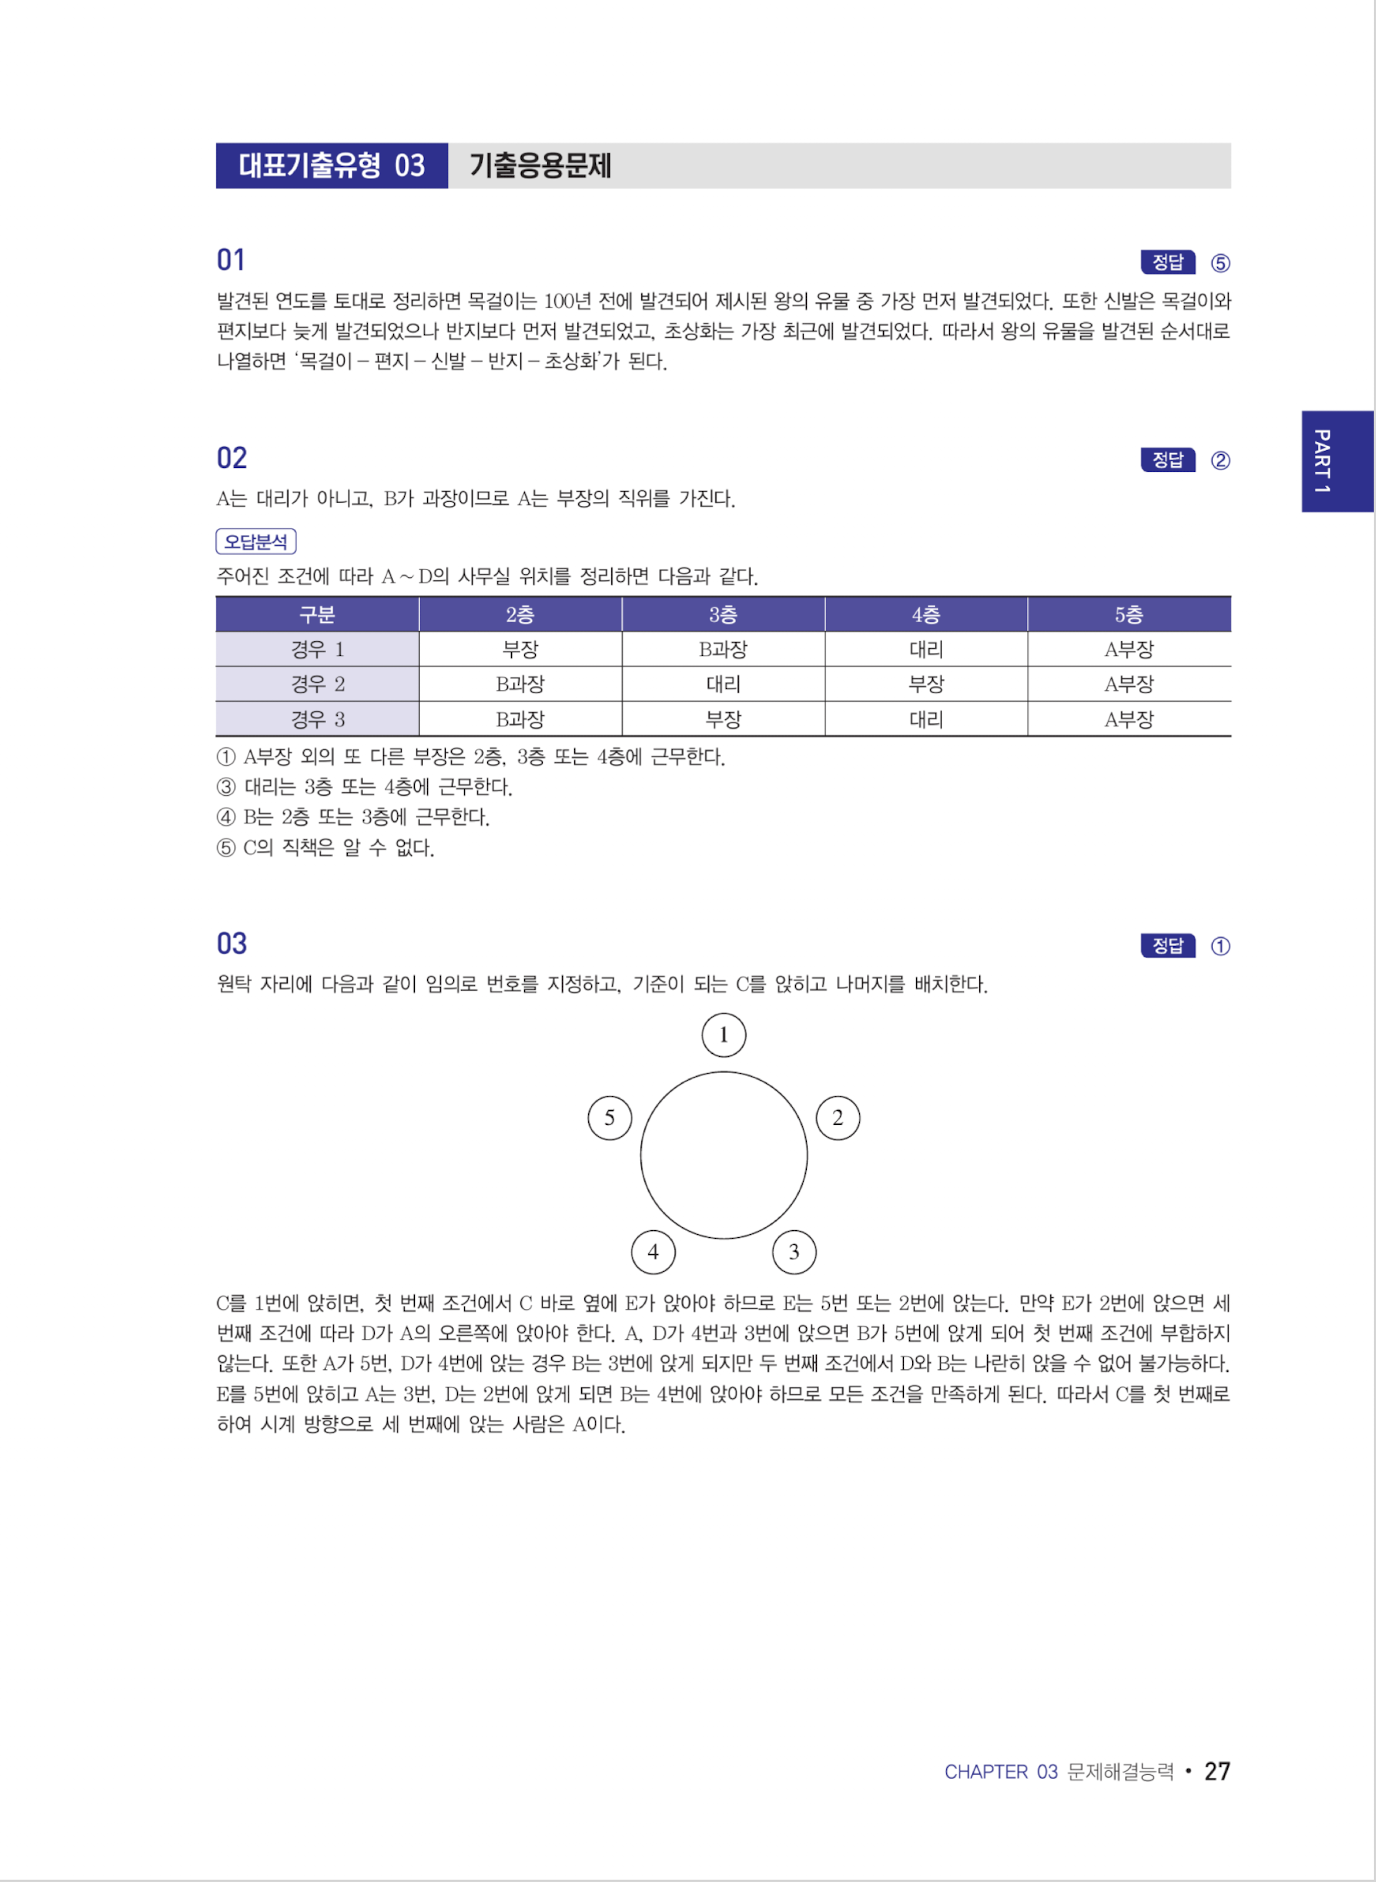 대표기출유형 03 기출응용문제
01 정답 ⑤
발견된 연도를 토대로 정리하면 목걸이는 100년 전에 발견되어 제시된 왕의 유물 중 가장 먼저 발견되었다. 또한 신발은 목걸이와
편지보다 늦게 발견되었으나 반지보다 먼저 발견되었고, 초상화는 가장 최근에 발견되었다. 따라서 왕의 유물을 발견된 순서대로
나열하면 ‘목걸이 – 편지 – 신발 – 반지 – 초상화’가 된다.
PART 1
02 정답 ②
A는 대리가 아니고, B가 과장이므로 A는 부장의 직위를 가진다.
오답분석
주어진 조건에 따라 A ~ D의 사무실 위치를 정리하면 다음과 같다.
구분 2층 3층 4층 5층
경우 1 부장 B과장 대리 A부장
경우 2 B과장 대리 부장 A부장
경우 3 B과장 부장 대리 A부장
① A부장 외의 또 다른 부장은 2층, 3층 또는 4층에 근무한다.
③ 대리는 3층 또는 4층에 근무한다.
④ B는 2층 또는 3층에 근무한다.
⑤ C의 직책은 알 수 없다.
03 정답 ①
원탁 자리에 다음과 같이 임의로 번호를 지정하고, 기준이 되는 C를 앉히고 나머지를 배치한다.
1
5 2
4 3
C를 1번에 앉히면, 첫 번째 조건에서 C 바로 옆에 E가 앉아야 하므로 E는 5번 또는 2번에 앉는다. 만약 E가 2번에 앉으면 세
번째 조건에 따라 D가 A의 오른쪽에 앉아야 한다. A, D가 4번과 3번에 앉으면 B가 5번에 앉게 되어 첫 번째 조건에 부합하지
않는다. 또한 A가 5번, D가 4번에 앉는 경우 B는 3번에 앉게 되지만 두 번째 조건에서 D와 B는 나란히 앉을 수 없어 불가능하다.
E를 5번에 앉히고 A는 3번, D는 2번에 앉게 되면 B는 4번에 앉아야 하므로 모든 조건을 만족하게 된다. 따라서 C를 첫 번째로
하여 시계 방향으로 세 번째에 앉는 사람은 A이다.
CHAPTER 03 문제해결능력 • 27